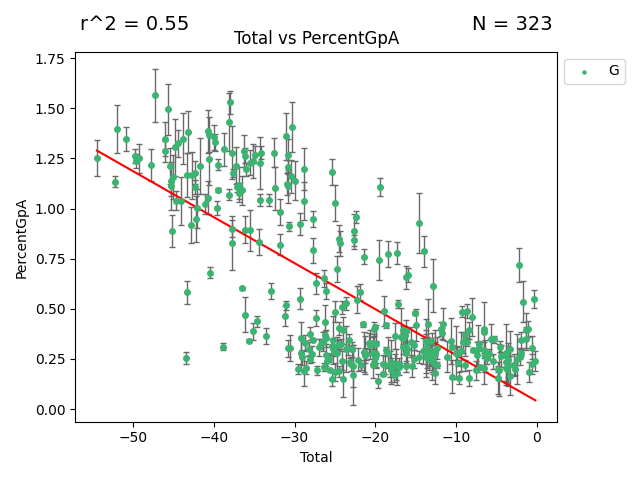 r^2 = 0.55
N = 323
Total vs PercentGpA
G
PercentGpA
1.75
1.50
1.25
1.00
0.75
0.50
0.25
0.00
−50
−40
−30
−20
−10
0
Total